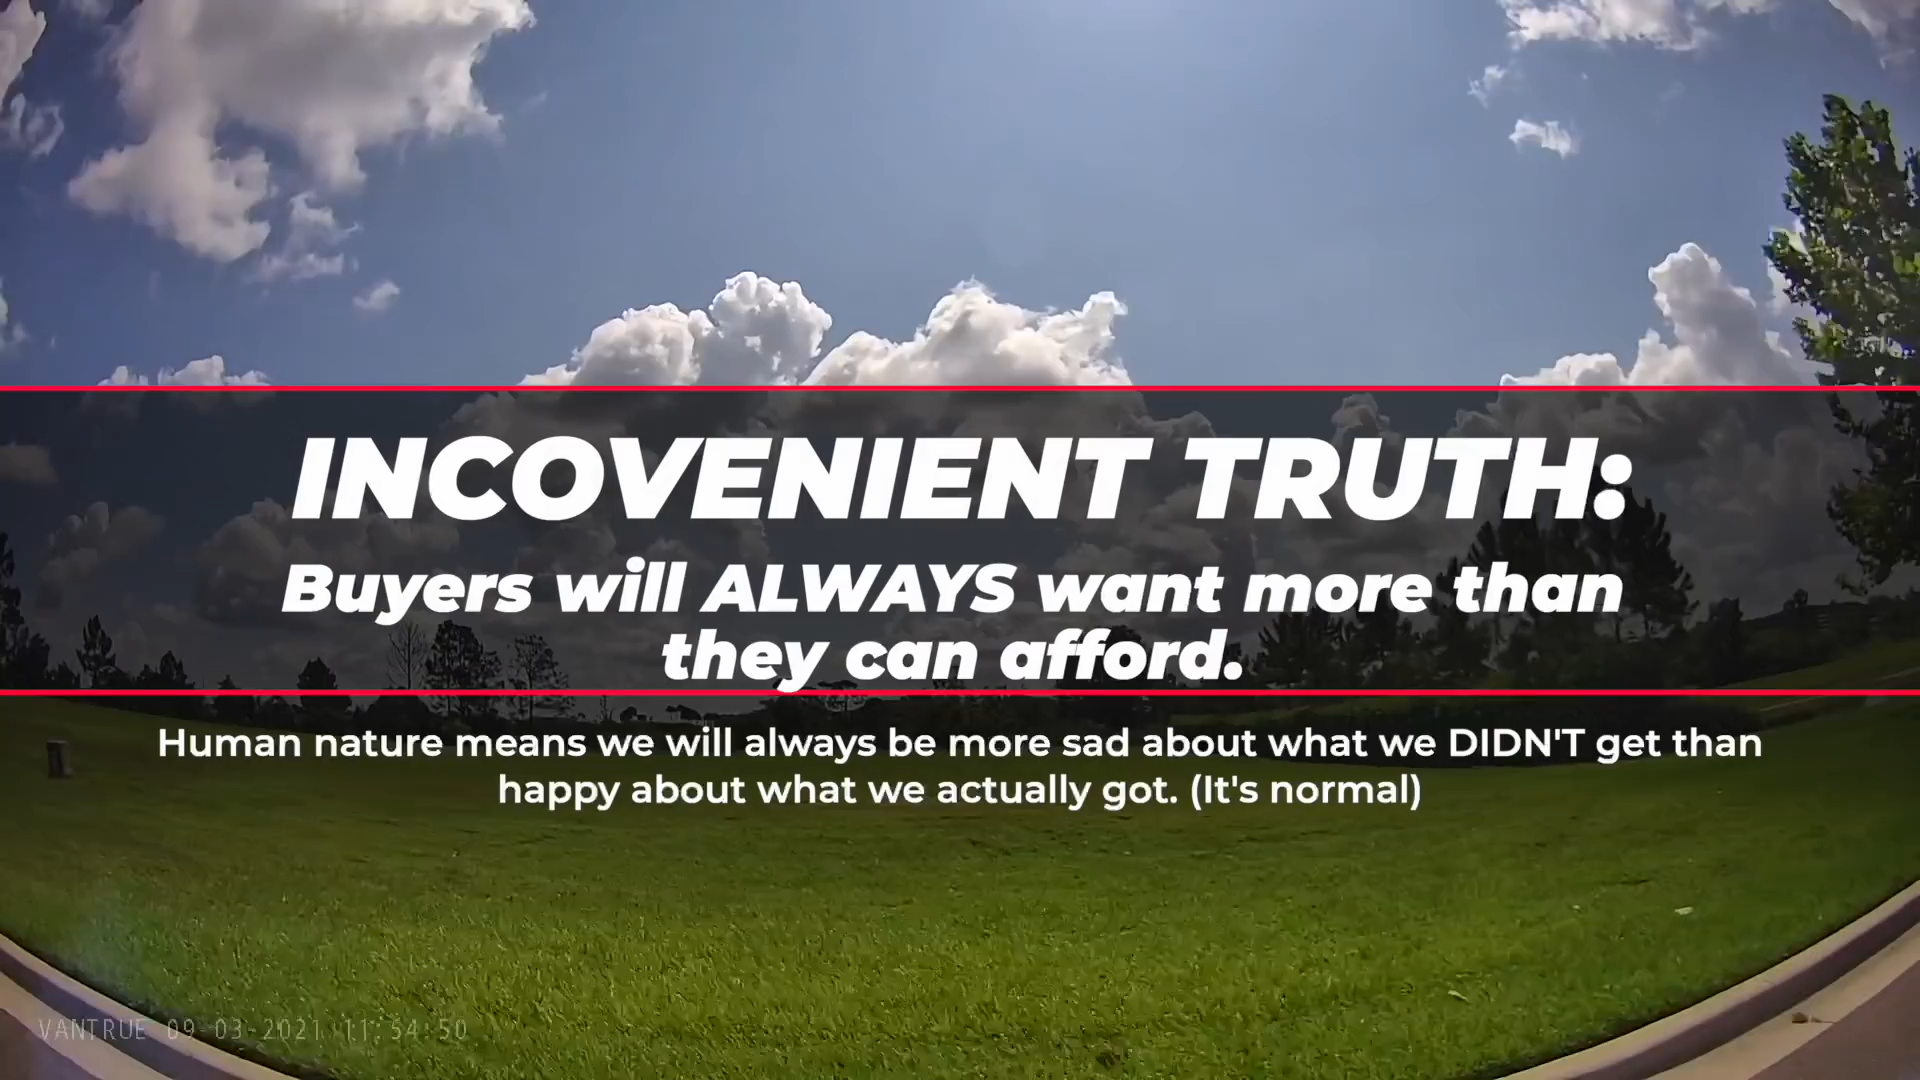 INCOVENIENT TRUTH:
Buyers will ALWAYS want more than
they can afford.
Human nature means we will always be more sad about what we DIDN'T get than
happy about what we actually got. (It's normal)
VANTRUE 09-03-2021 11:54:50